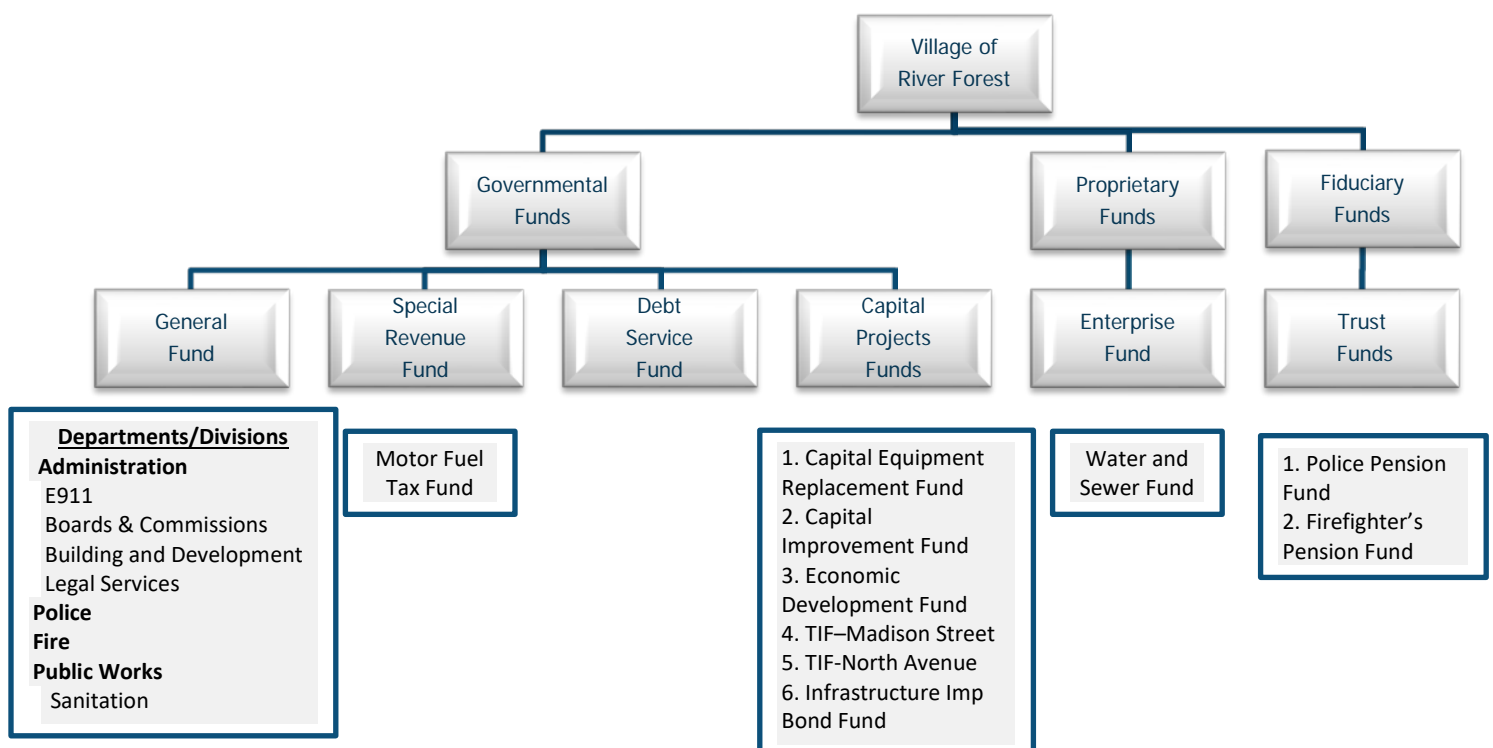 Village of
River Forest
Governmental
Funds
Proprietary
Funds
Fiduciary
Funds
General
Fund
Special
Revenue
Fund
Debt
Service
Fund
Capital
Projects
Funds
Enterprise
Fund
Trust
Funds
Departments/Divisions
Administration
E911
Boards & Commissions
Building and Development
Legal Services
Police
Fire
Public Works
Sanitation
Motor Fuel
Tax Fund
1. Capital Equipment
Replacement Fund
2. Capital
Improvement Fund
3. Economic
Development Fund
4. TIF–Madison Street
5. TIF-North Avenue
6. Infrastructure Imp
Bond Fund
Water and
Sewer Fund
1. Police Pension
Fund
2. Firefighter’s
Pension Fund